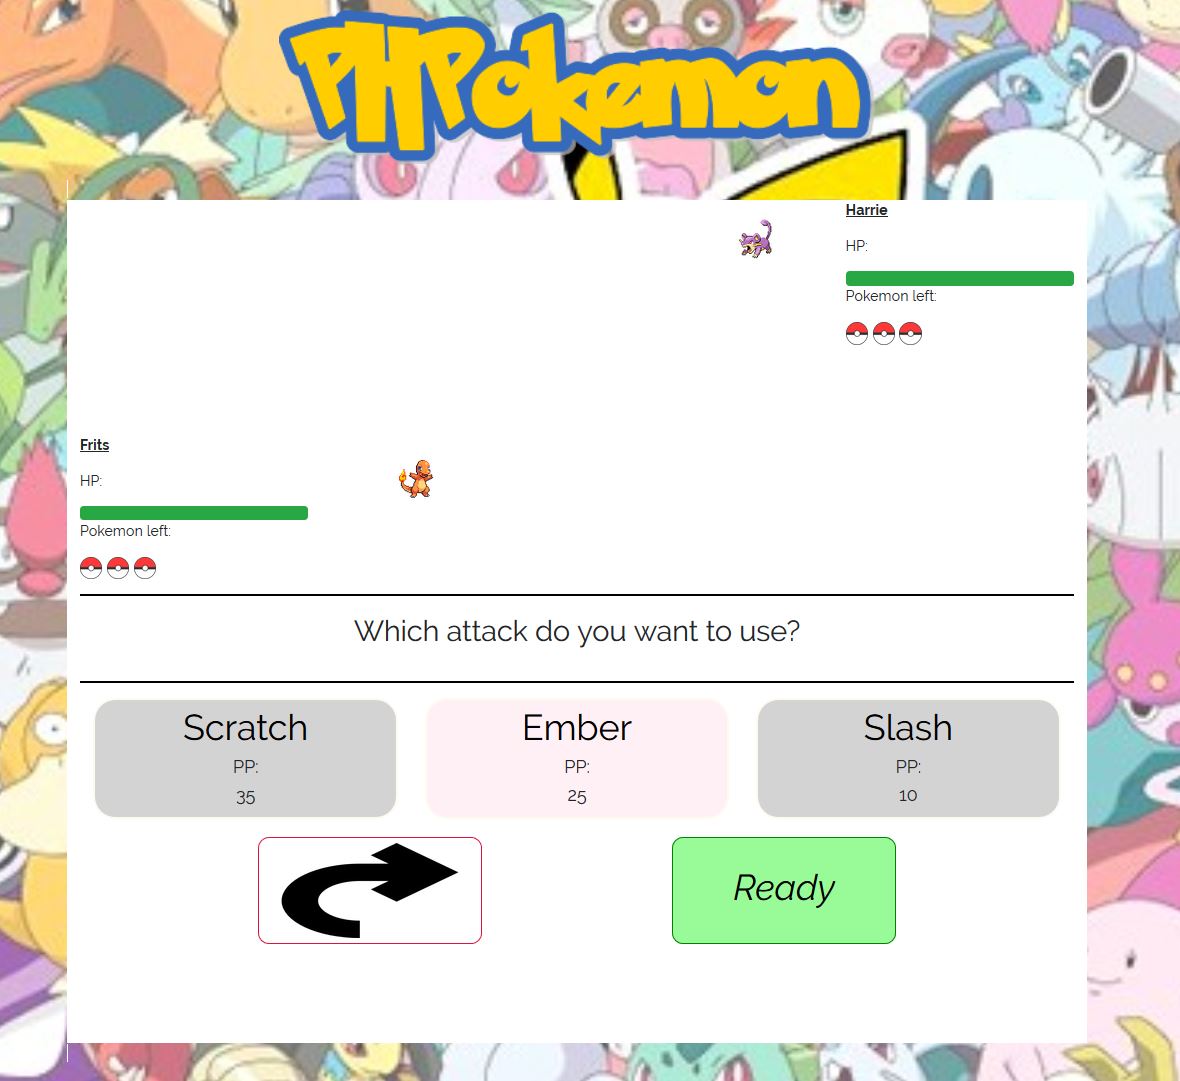 PHPokemon
Harrie
HP:
Pokemon left:
Frits
HP:
Pokemon left:
Which attack do you want to use?
Scratch
PP:
35
Ember
PP:
25
Slash
PP:
10
Ready